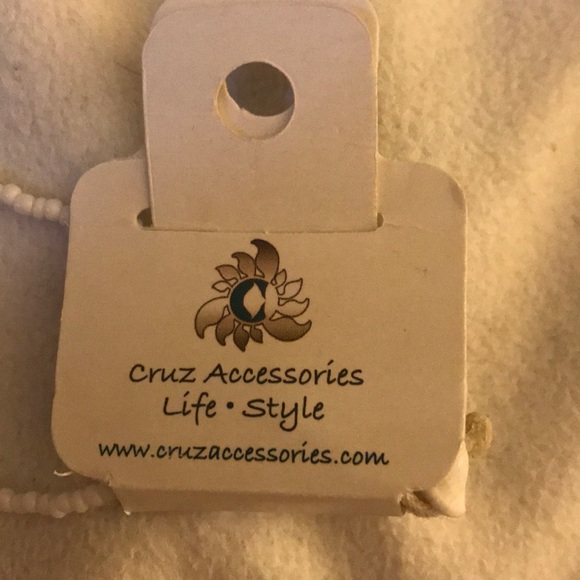 C
Cruz Accessories
Life • Style
www.cruzaccessories.com